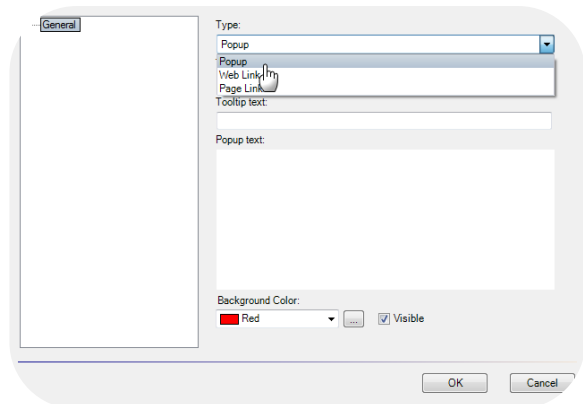 General
Type:
Popup
Popup
Web Link
Page Link
Tooltip text:
Popup text:
Background Color:
Red
...
Visible
OK
Cancel